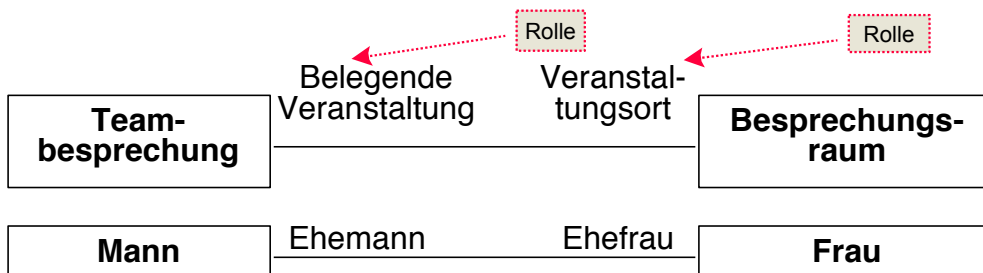 Rolle
Rolle
Belegende
Veranstaltung
Veranstal-
tungsort
Team-
besprechung
Besprechungs-
raum
Mann
Ehemann
Ehefrau
Frau